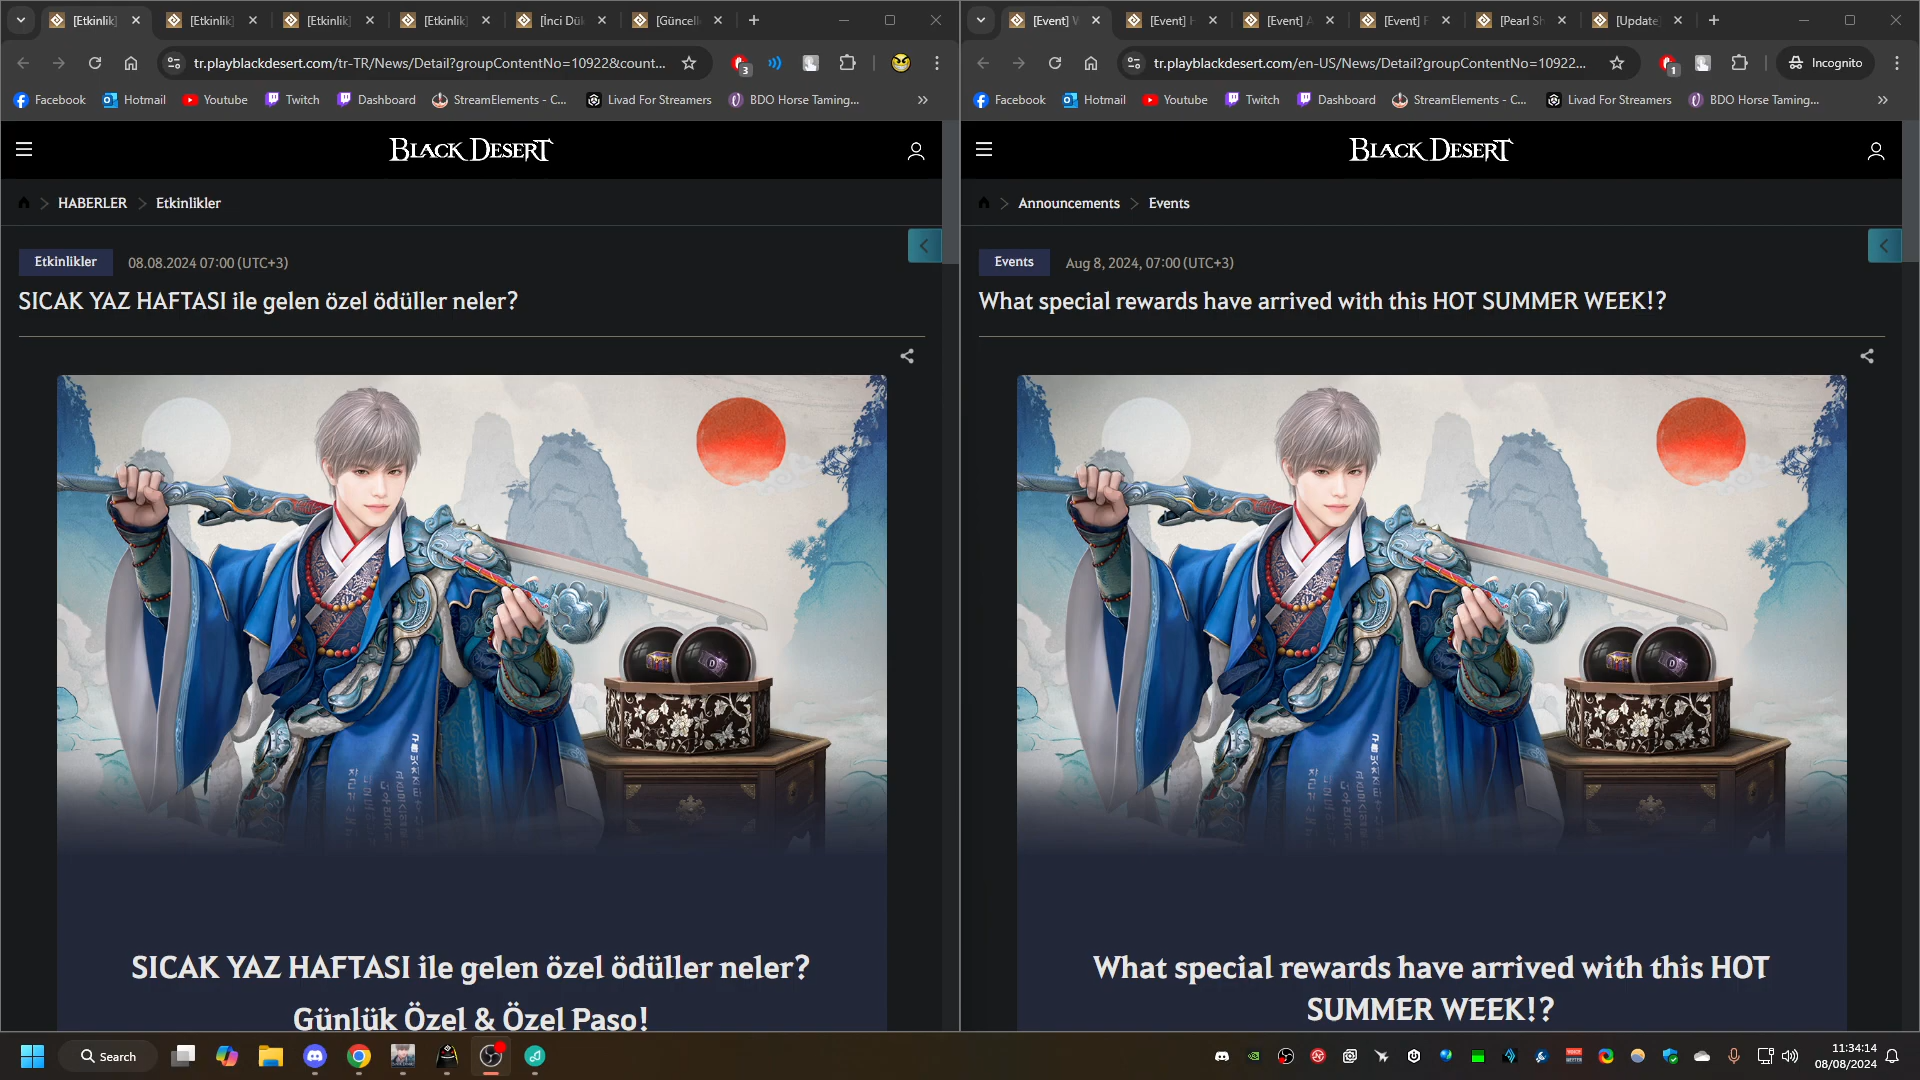 [Etkinlik]
[Etkinlik]
[Etkinlik]
[Etkinlik]
[İnci Dük
[Güncell
tr.playblackdesert.com/tr-TR/News/Detail?groupContentNo=10922&count...
3
Facebook
Hotmail
Youtube
Twitch
Dashboard
StreamElements - C...
Livad For Streamers
BDO Horse Taming...
BLACK DESERT
HABERLER
Etkinlikler
Etkinlikler
08.08.2024 07:00 (UTC+3)
SICAK YAZ HAFTASI ile gelen özel ödüller neler?
SICAK YAZ HAFTASI ile gelen özel ödüller neler?
Günlük Özel & Özel Paso!
[Event] W
[Event] H
[Event] A
[Event] F
[Pearl Sh
[Update]
tr.playblackdesert.com/en-US/News/Detail?groupContentNo=10922...
1
Incognito
Facebook
Hotmail
Youtube
Twitch
Dashboard
StreamElements - C...
Livad For Streamers
BDO Horse Taming...
BLACK DESERT
Announcements
Events
Events
Aug 8, 2024, 07:00 (UTC+3)
What special rewards have arrived with this HOT SUMMER WEEK!?
What special rewards have arrived with this HOT
SUMMER WEEK!?
Search
11:34:14
08/08/2024